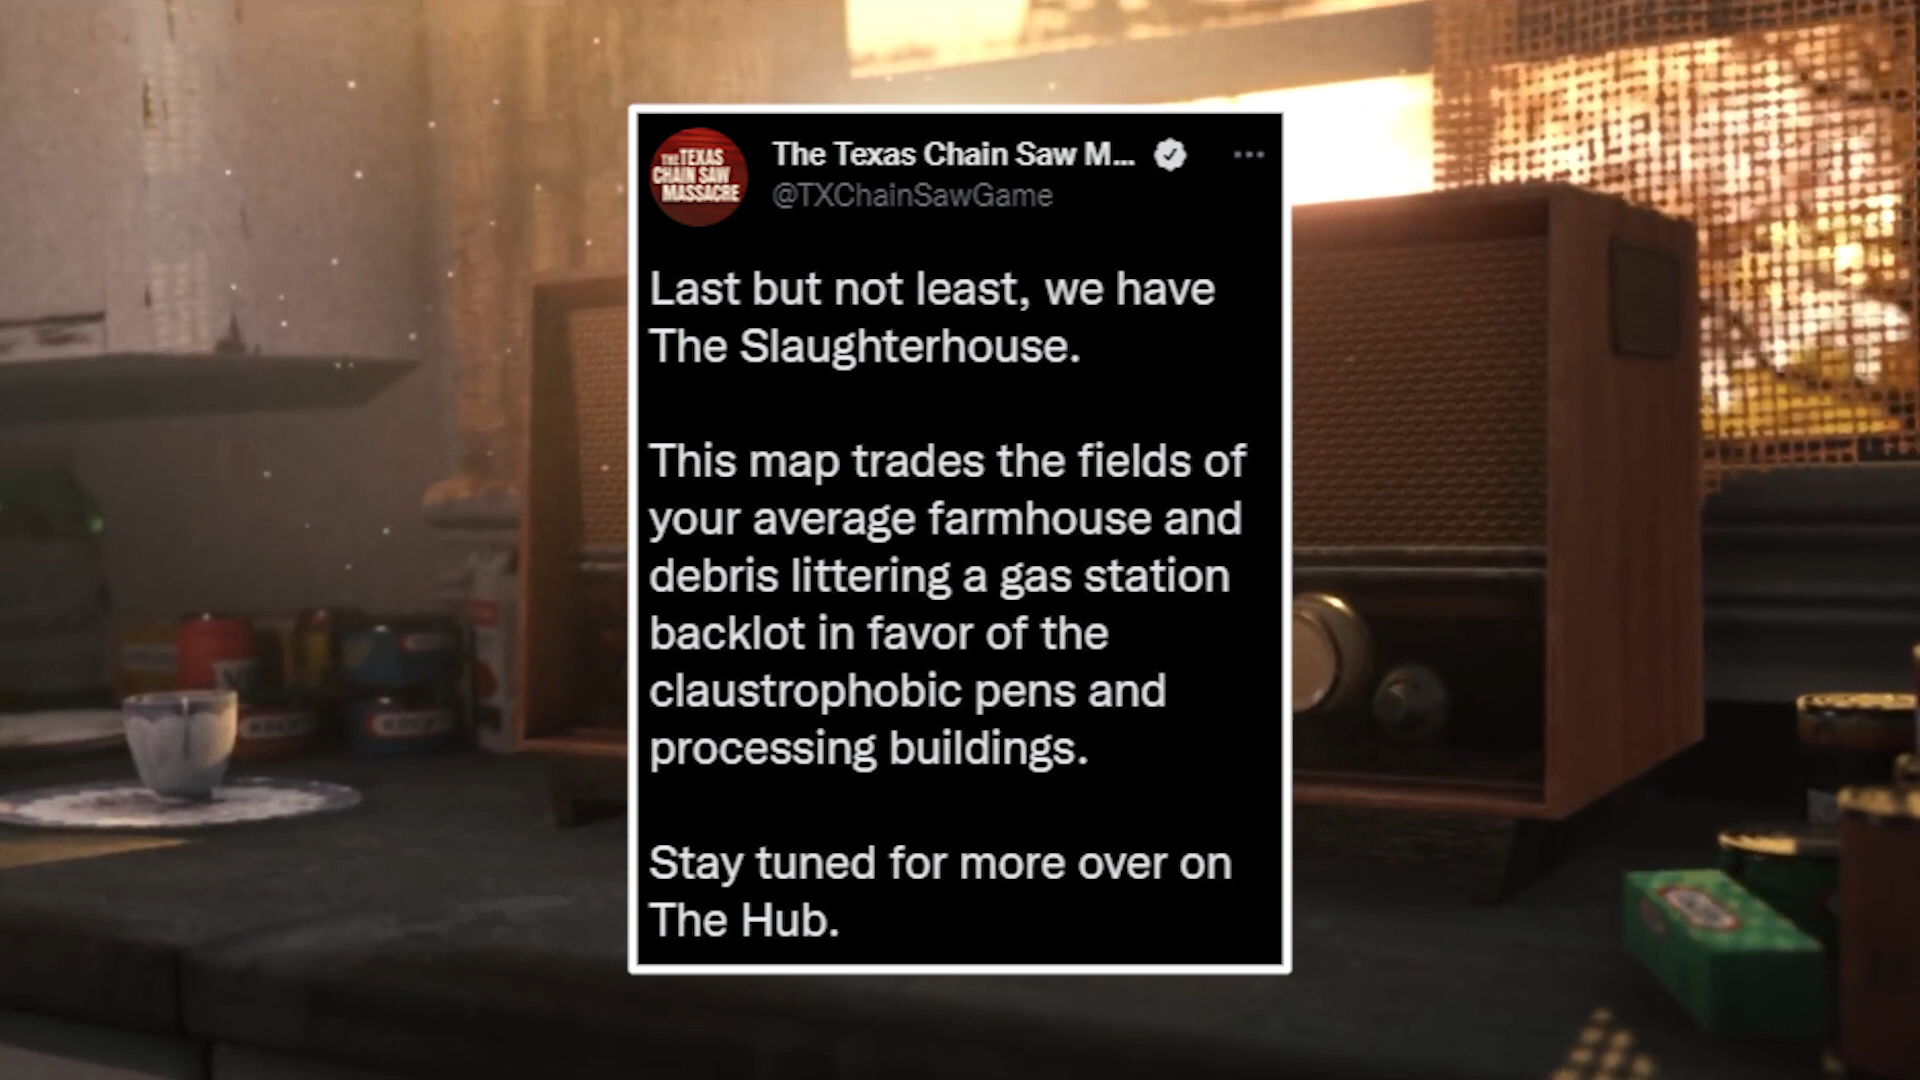 THE TEXAS
CHAIN SAW
MASSACRE
The Texas Chain Saw M...
@TXChainSawGame
Last but not least, we have
The Slaughterhouse.
This map trades the fields of
your average farmhouse and
debris littering a gas station
backlot in favor of the
claustrophobic pens and
processing buildings.
Stay tuned for more over on
The Hub.